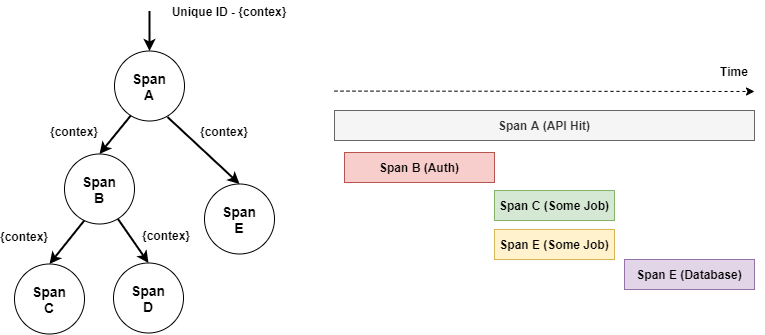 Unique ID - {contex}
Span
A
{contex}
{contex}
Span
B
Span
E
{contex}
{contex}
Span
C
Span
D
Time
Span A (API Hit)
Span B (Auth)
Span C (Some Job)
Span E (Some Job)
Span E (Database)